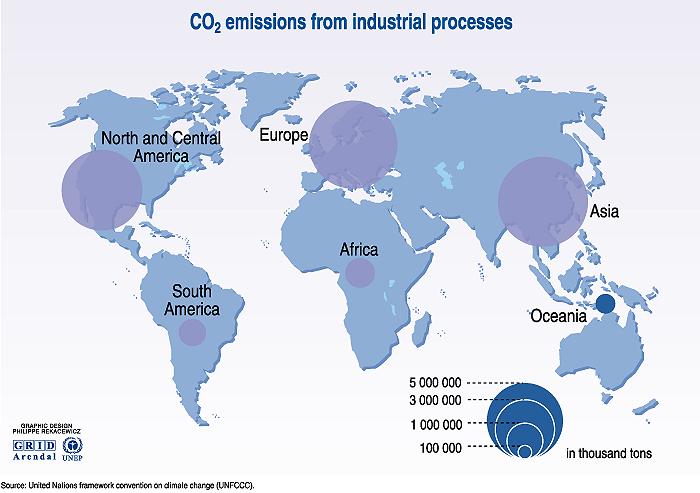 CO₂ emissions from industrial processes
North and Central
America
Europe
Asia
Africa
South
America
Oceania
5 000 000
3 000 000
1 000 000
100 000
in thousand tons
GRAPHIC DESIGN
PHILIPPE REKACEWICZ
GRID
Arendal
UNEP
Source: United Nations framework convention on climate change (UNFCCC).